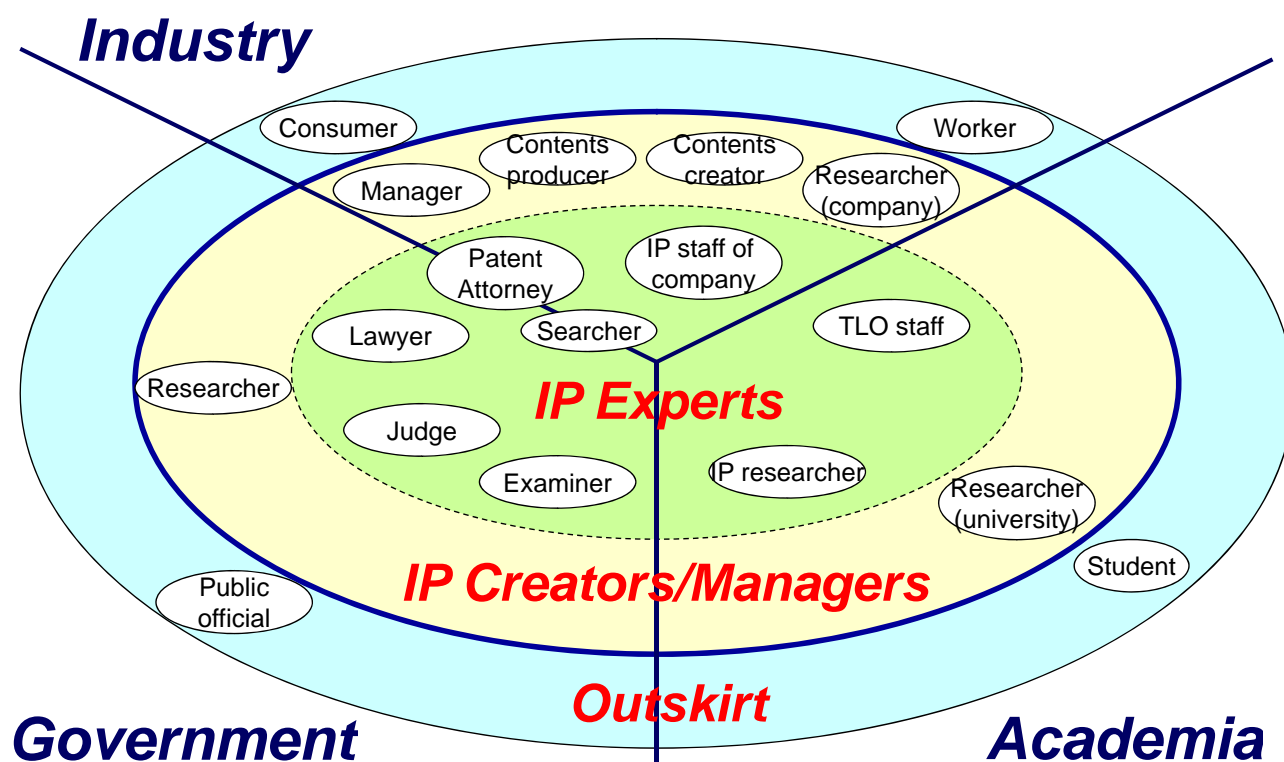 Industry
Consumer
Worker
Contents
producer
Contents
creator
Manager
Researcher
(company)
Patent
Attorney
IP staff of
company
Lawyer
Searcher
TLO staff
Researcher
IP Experts
Judge
Examiner
IP researcher
Researcher
(university)
IP Creators/Managers
Student
Public
official
Outskirt
Government
Academia